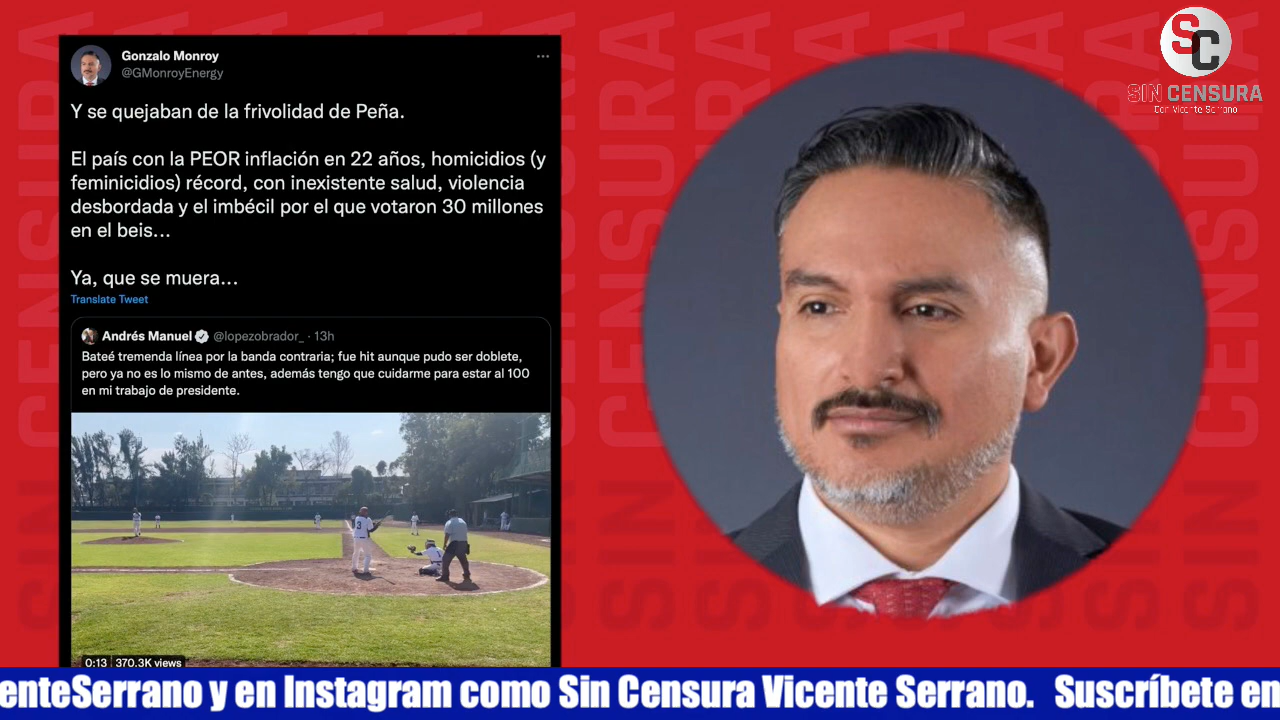 Gonzalo Monroy
@GMonroyEnergy
Y se quejaban de la frivolidad de Peña.
El país con la PEOR inflación en 22 años, homicidios (y
feminicidios) récord, con inexistente salud, violencia
desbordada y el imbécil por el que votaron 30 millones
en el beis...
Ya, que se muera...
Translate Tweet
Andrés Manuel @lopezobrador_ · 13h
Bateé tremenda línea por la banda contraria; fue hit aunque pudo ser doblete,
pero ya no es lo mismo de antes, además tengo que cuidarme para estar al 100
en mi trabajo de presidente.
3
0:13 370.3K views
SC
SIN CENSURA
Con Vicente Serrano
SIN CENSURA
enteSerrano y en Instagram como Sin Censura Vicente Serrano. Suscríbete en